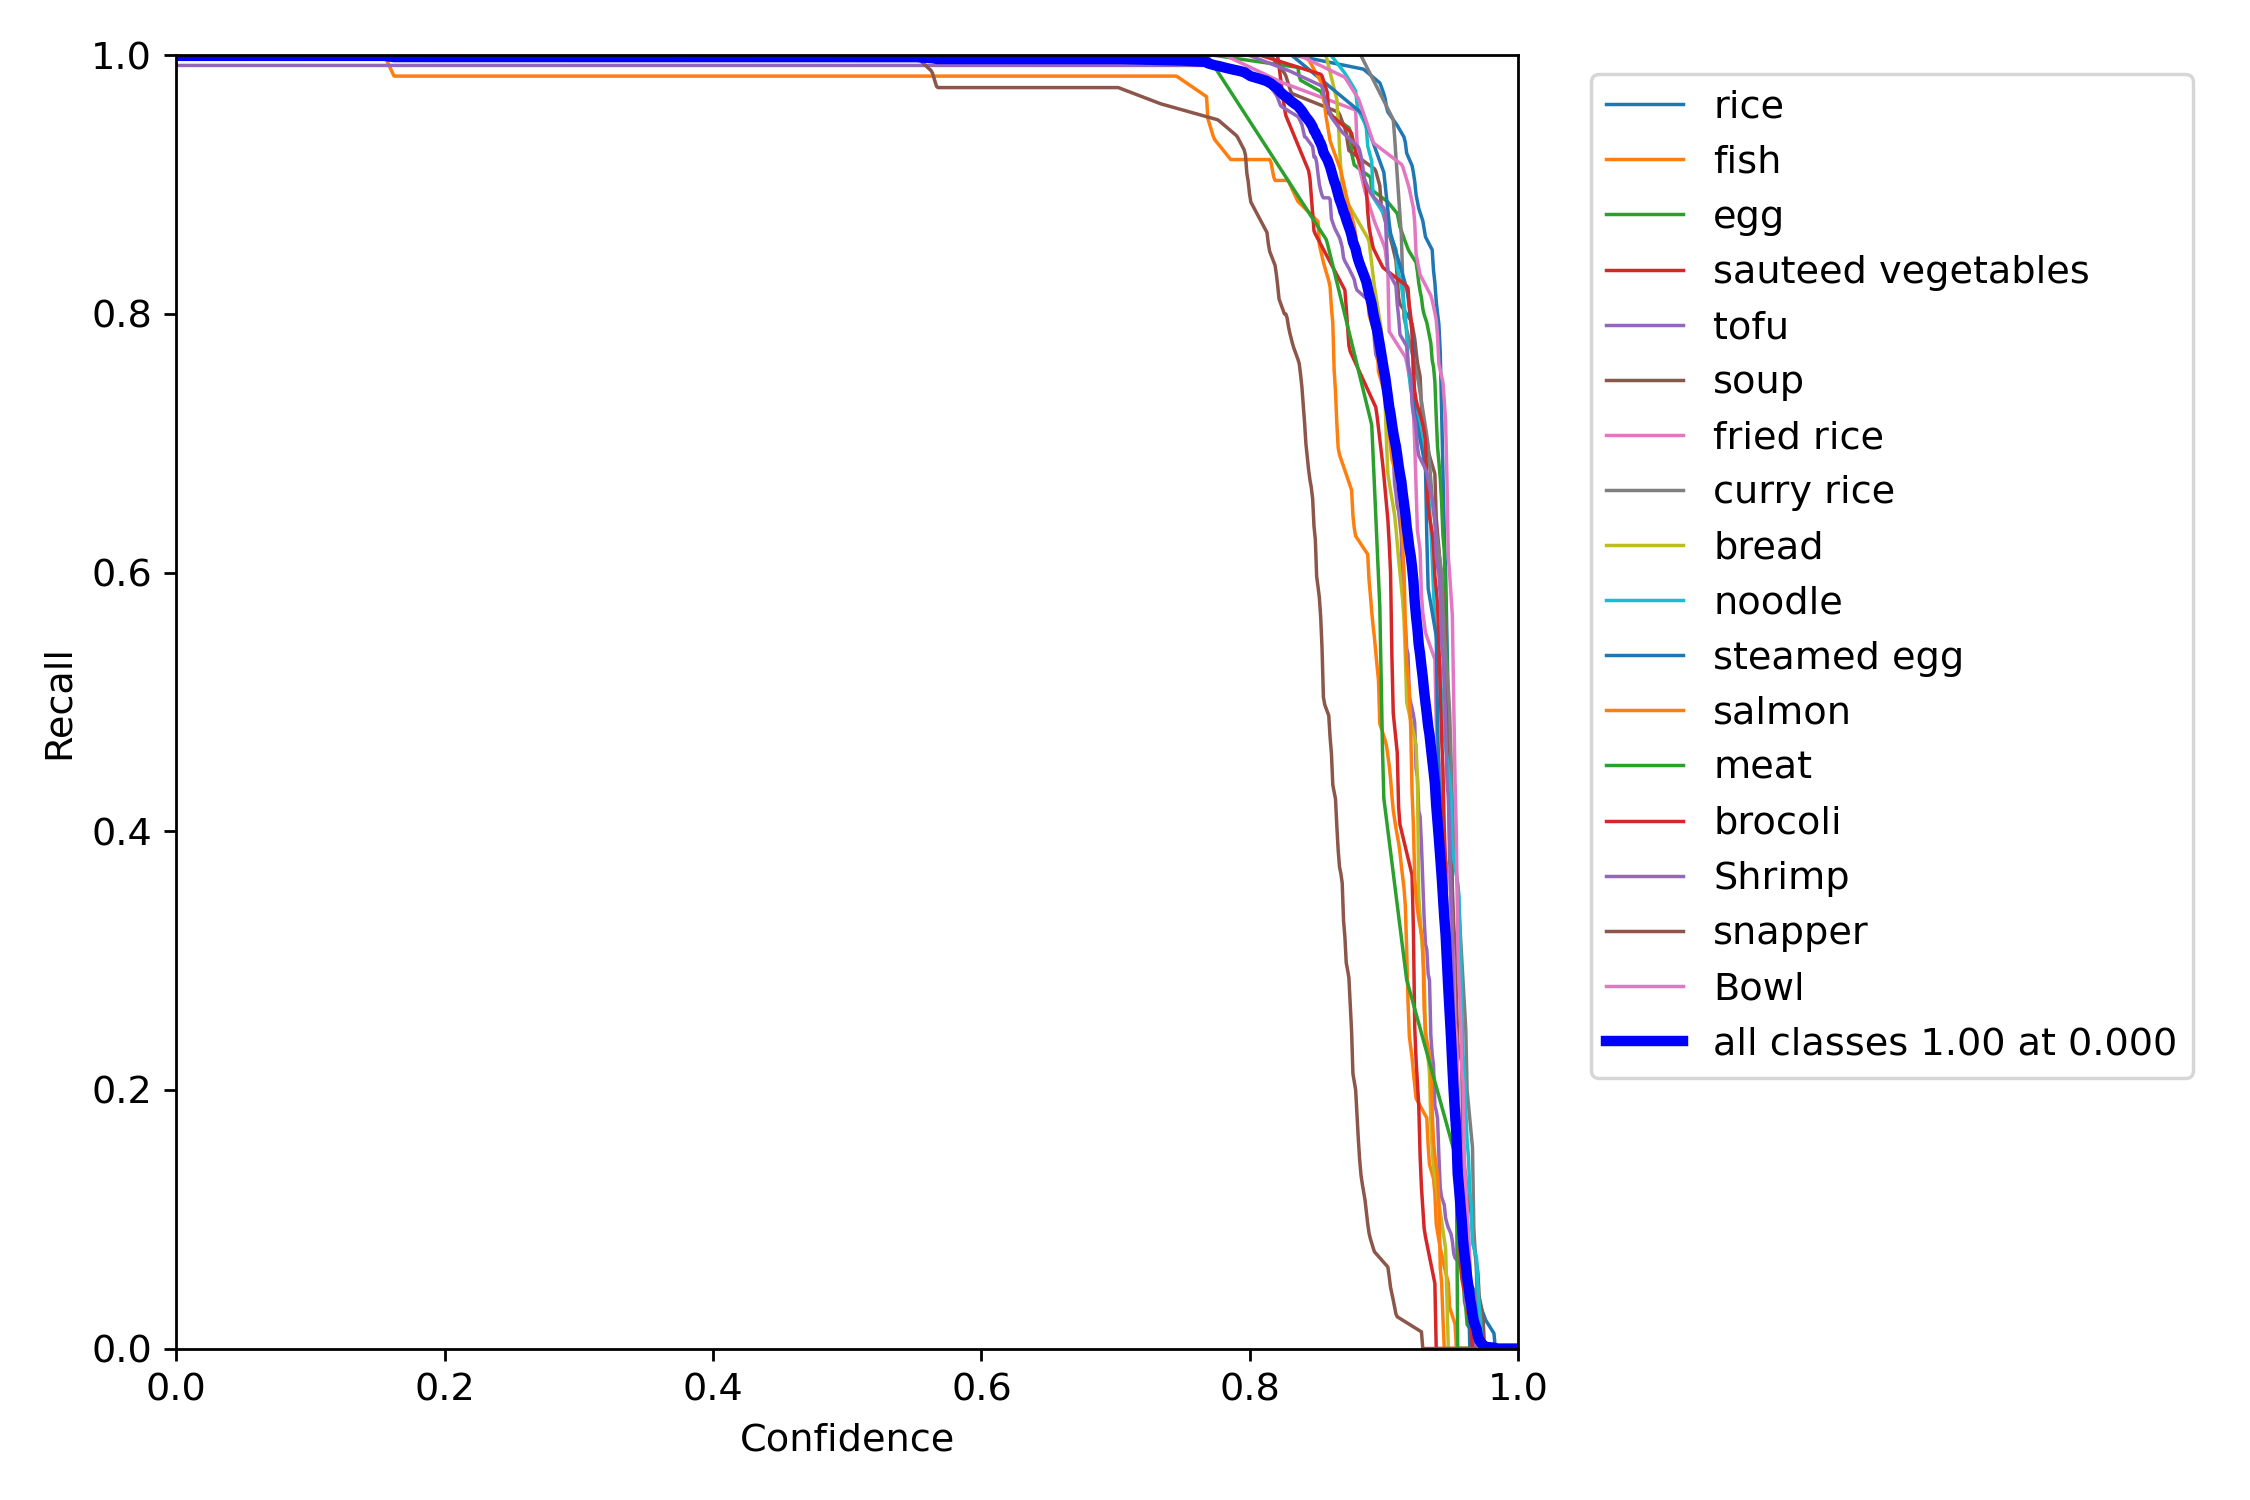 1.0
0.8
0.6
0.4
0.2
0.0
0.0 0.2 0.4 0.6 0.8 1.0
Recall
Confidence
rice
fish
egg
sauteed vegetables
tofu
soup
fried rice
curry rice
bread
noodle
steamed egg
salmon
meat
brocoli
Shrimp
snapper
Bowl
all classes 1.00 at 0.000